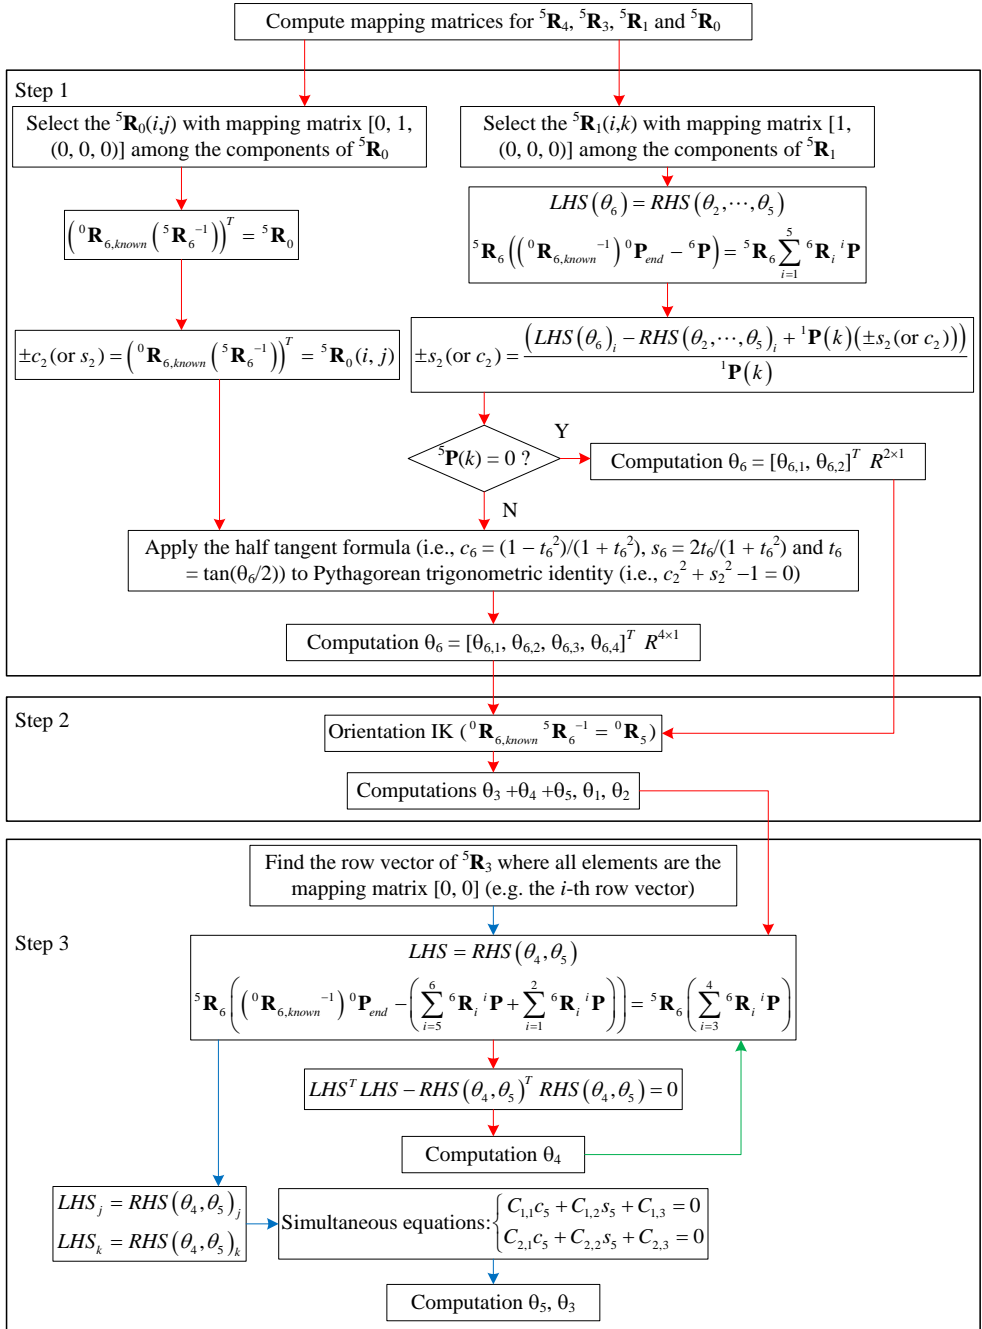 Compute mapping matrices for ⁵R₄, ⁵R₃, ⁵R₁ and ⁵R₀
Step 1
Select the ⁵R₀(i,j) with mapping matrix [0, 1,
(0, 0, 0)] among the components of ⁵R₀
Select the ⁵R₁(i,k) with mapping matrix [1,
(0, 0, 0)] among the components of ⁵R₁
(⁰R₆,known (⁵R₆⁻¹))ᵀ = ⁵R₀
LHS(θ₆) = RHS(θ₂,⋯,θ₅)
⁵R₆((⁰R₆,known⁻¹) ⁰P_end − ⁶P) = ⁵R₆ ∑_{i=1}^{5} ⁶Rᵢ ⁱP
±c₂(or s₂) = (⁰R₆,known (⁵R₆⁻¹))ᵀ = ⁵R₀(i, j)
±s₂(or c₂) = (LHS(θ₆)ᵢ − RHS(θ₂,⋯,θ₅)ᵢ + ¹P(k)(±s₂(or c₂))) / ¹P(k)
⁵P(k) = 0 ?
Y
Computation θ₆ = [θ₆,₁, θ₆,₂]ᵀ R^{2×1}
N
Apply the half tangent formula (i.e., c₆ = (1 − t₆²)/(1 + t₆²), s₆ = 2t₆/(1 + t₆²) and t₆
= tan(θ₆/2)) to Pythagorean trigonometric identity (i.e., c₂² + s₂² −1 = 0)
Computation θ₆ = [θ₆,₁, θ₆,₂, θ₆,₃, θ₆,₄]ᵀ R^{4×1}
Step 2
Orientation IK (⁰R₆,known ⁵R₆⁻¹ = ⁰R₅)
Computations θ₃ +θ₄ +θ₅, θ₁, θ₂
Step 3
Find the row vector of ⁵R₃ where all elements are the
mapping matrix [0, 0] (e.g. the i-th row vector)
LHS = RHS(θ₄,θ₅)
⁵R₆((⁰R₆,known⁻¹) ⁰P_end − (∑_{i=5}^{6} ⁶Rᵢ ⁱP + ∑_{i=1}^{2} ⁶Rᵢ ⁱP)) = ⁵R₆(∑_{i=3}^{4} ⁶Rᵢ ⁱP)
LHSᵀ LHS − RHS(θ₄,θ₅)ᵀ RHS(θ₄,θ₅) = 0
Computation θ₄
LHSⱼ = RHS(θ₄,θ₅)ⱼ
LHSₖ = RHS(θ₄,θ₅)ₖ
Simultaneous equations:
C₁,₁c₅ + C₁,₂s₅ + C₁,₃ = 0
C₂,₁c₅ + C₂,₂s₅ + C₂,₃ = 0
Computation θ₅, θ₃